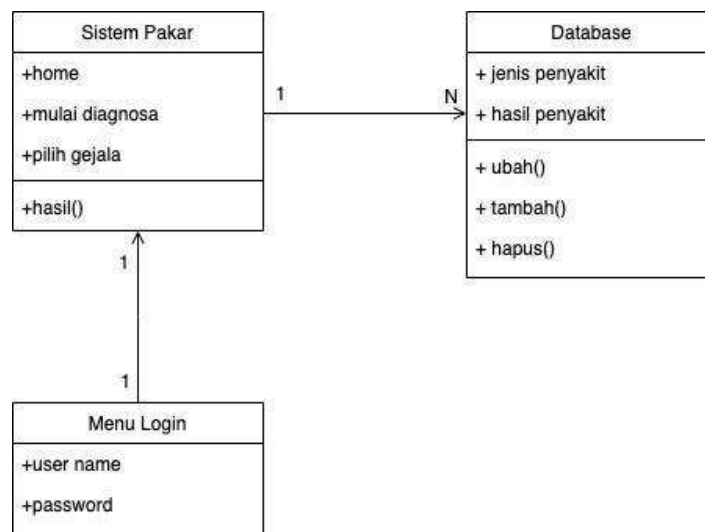 Sistem Pakar
+home
+mulai diagnosa
+pilih gejala
+hasil()
1
N
Database
+ jenis penyakit
+ hasil penyakit
+ ubah()
+ tambah()
+ hapus()
1
1
Menu Login
+user name
+password